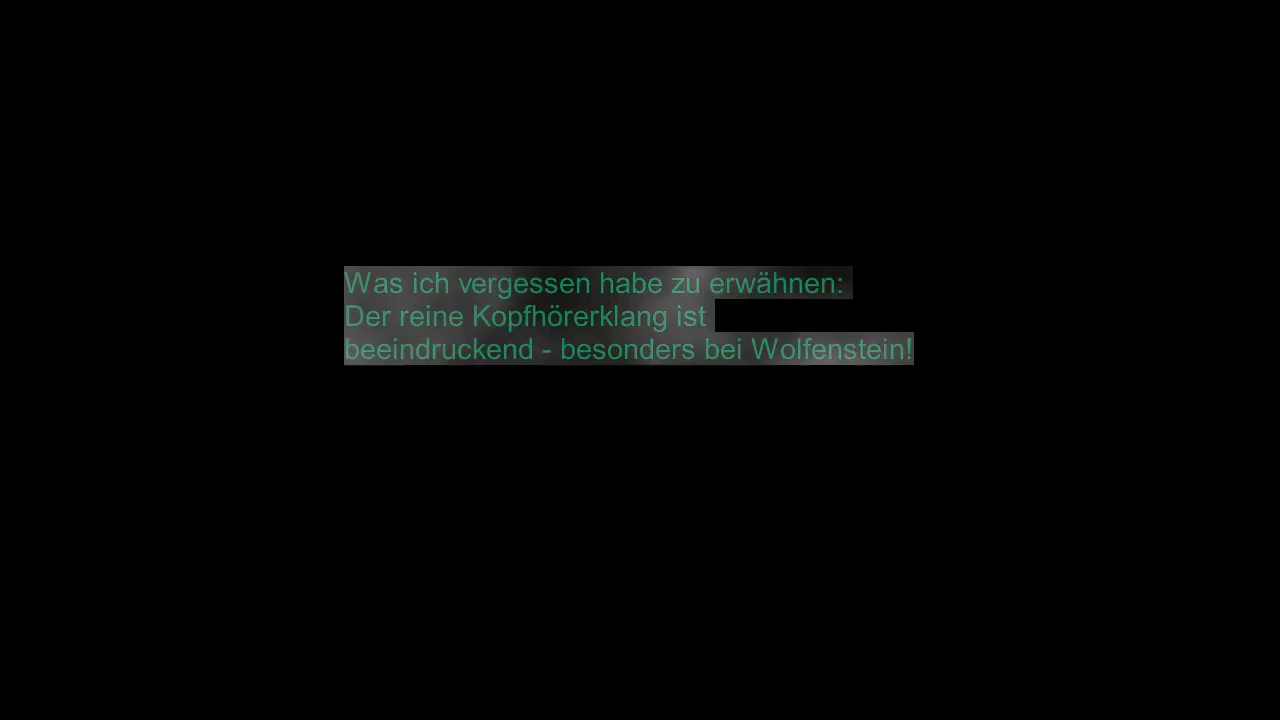 Was ich vergessen habe zu erwähnen:
Der reine Kopfhörerklang ist
beeindruckend - besonders bei Wolfenstein!